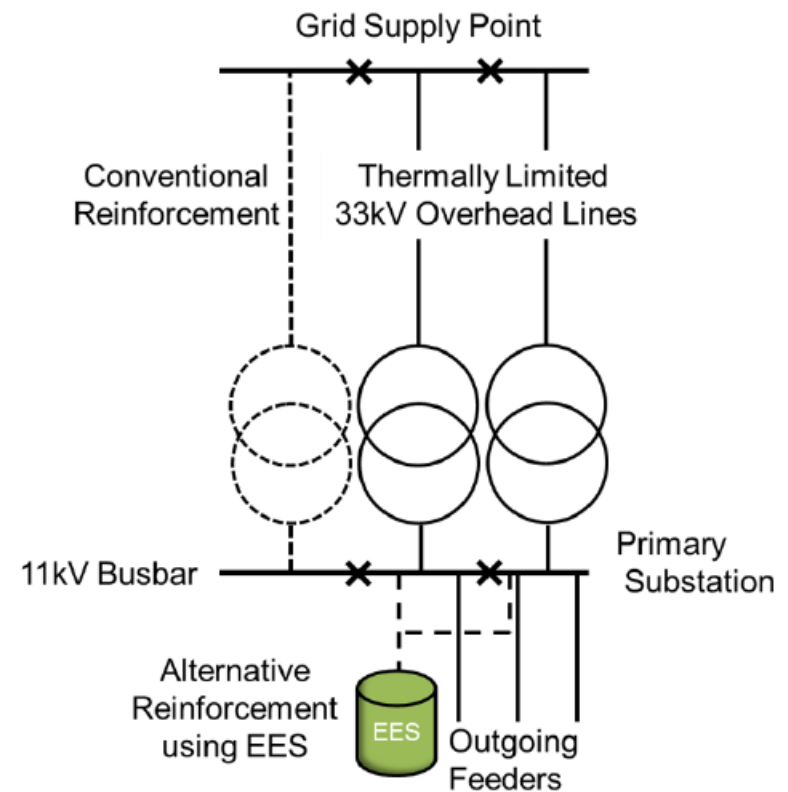 Grid Supply Point
Conventional
Reinforcement
Thermally Limited
33kV Overhead Lines
11kV Busbar
Primary
Substation
Alternative
Reinforcement
using EES
EES
Outgoing
Feeders